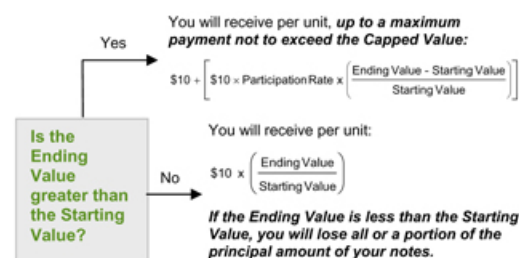 You will receive per unit, up to a maximum
payment not to exceed the Capped Value:
Yes
$10 + [ $10 × Participation Rate x ( Ending Value - Starting Value / Starting Value ) ]
Is the
Ending
Value
greater than
the Starting
Value?
No
You will receive per unit:
$10 x ( Ending Value / Starting Value )
If the Ending Value is less than the Starting
Value, you will lose all or a portion of the
principal amount of your notes.